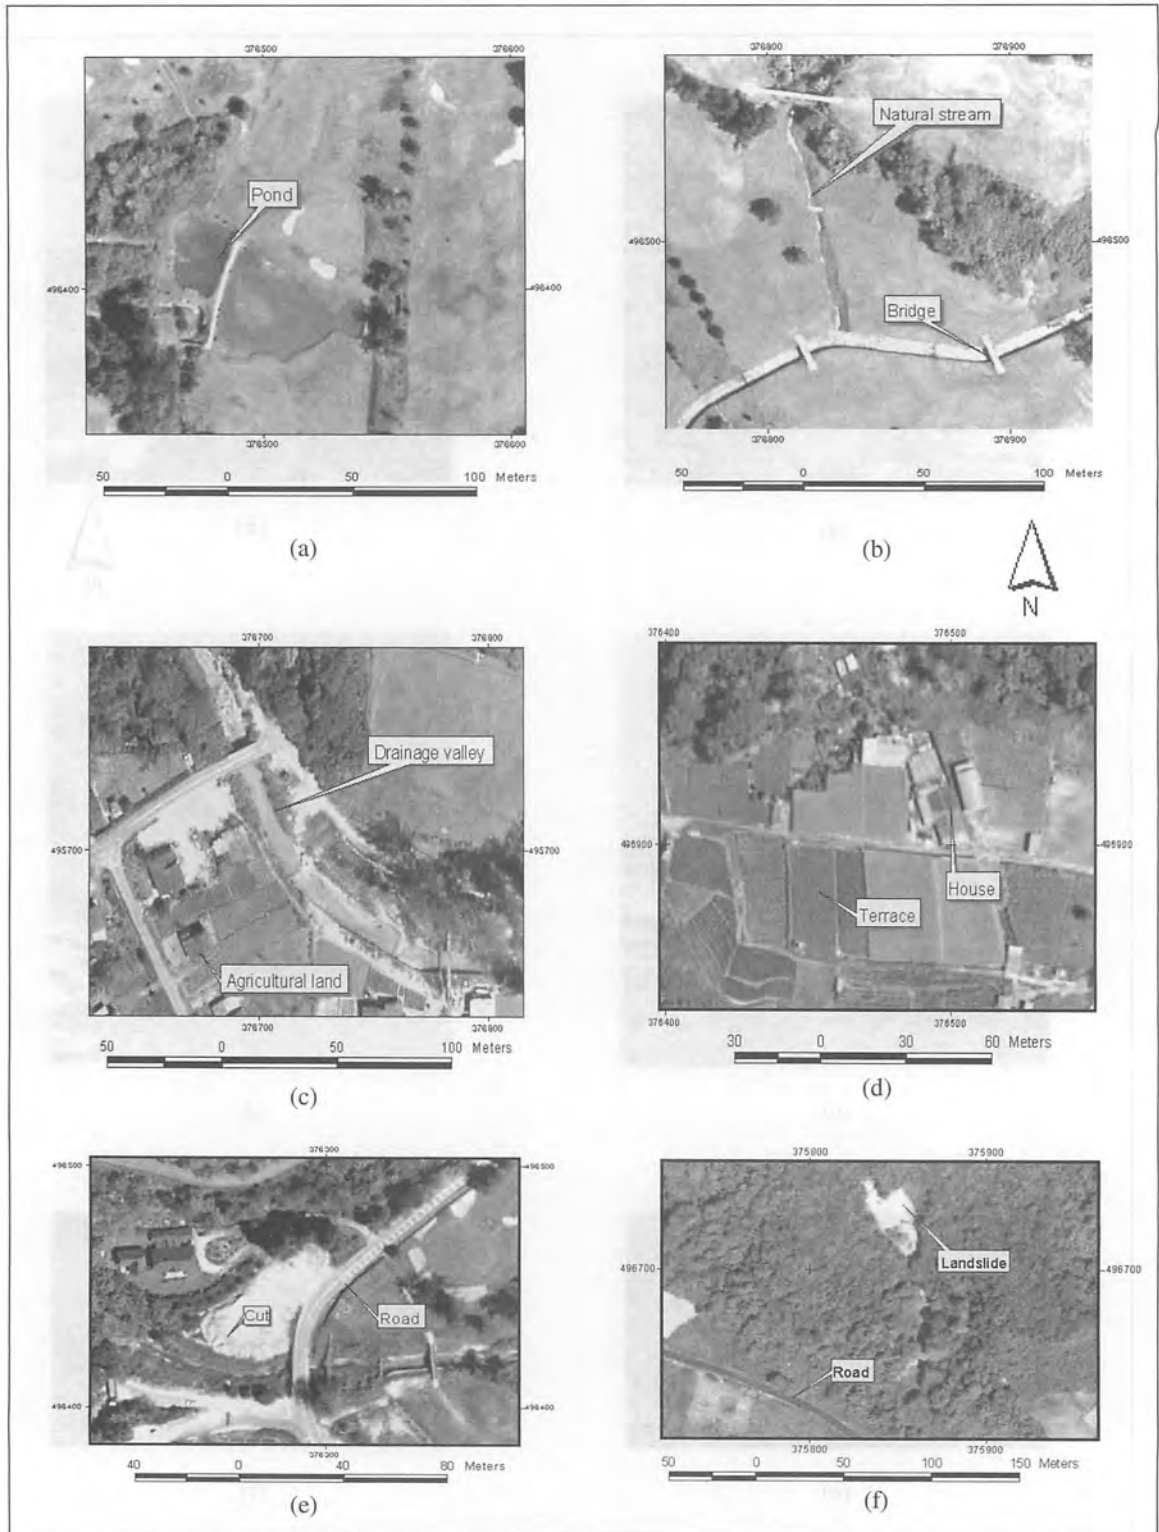 376500 376600
Pond
496400 496400
376500 376600
50 0 50 100 Meters
(a)
376800 376900
Natural stream
496500 496500
Bridge
376800 376900
50 0 50 100 Meters
(b)
N
376700 376800
Drainage valley
495700 495700
Agricultural land
376700 376800
50 0 50 100 Meters
(c)
376400 376500
House
Terrace
376400 376500
30 0 30 60 Meters
(d)
496500 496500
Cut
Road
496400 496400
40 0 40 80 Meters
(e)
375800 375900
Landslide
496700 496700
Road
375800 375900
50 0 50 100 150 Meters
(f)